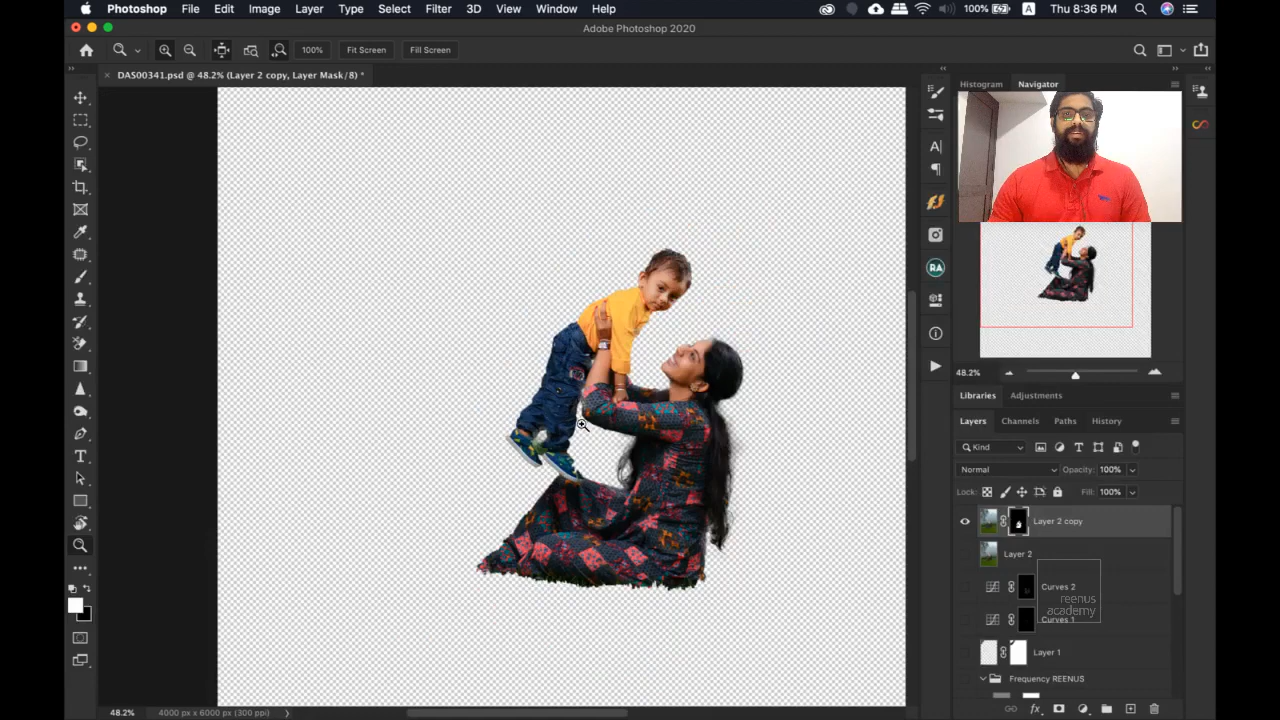 Photoshop File Edit Image Layer Type Select Filter 3D View Window Help 100% A Thu 8:36 PM
Adobe Photoshop 2020
100% Fit Screen Fill Screen
× DAS00341.psd @ 48.2% (Layer 2 copy, Layer Mask/8) *
Histogram Navigator
A|
RA
48.2%
Libraries Adjustments
Layers Channels Paths History
Kind
Normal Opacity: 100%
Lock: Fill: 100%
Layer 2 copy
Layer 2
Curves 2
reenus
academy
Curves 1
Layer 1
Frequency REENUS
fx
48.2% 4000 px x 6000 px (300 ppi)